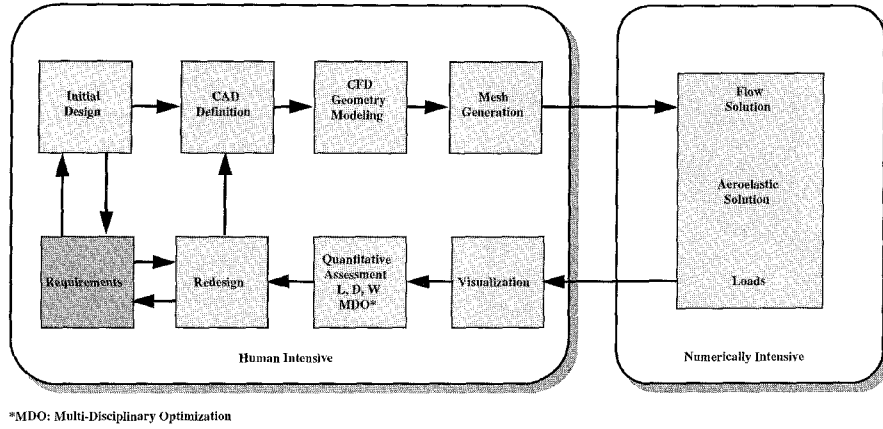 Initial
Design
CAD
Definition
CFD
Geometry
Modeling
Mesh
Generation
Flow
Solution
Aeroelastic
Solution
Loads
Requirements
Redesign
Quantitative
Assessment
L, D, W
MDO*
Visualization
Human Intensive
Numerically Intensive
*MDO: Multi-Disciplinary Optimization